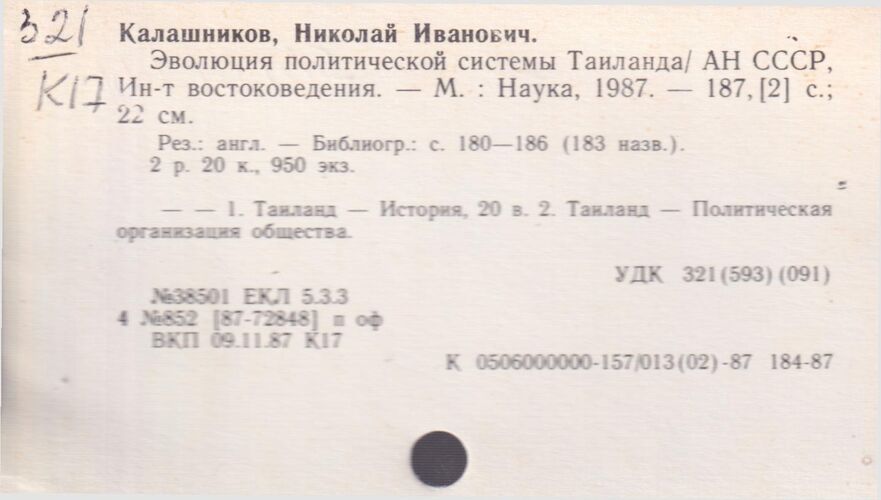 321
К17
Калашников, Николай Иванович.
Эволюция политической системы Таиланда/ АН СССР,
Ин-т востоковедения. — М. : Наука, 1987. — 187, [2] с.;
22 см.
Рез.: англ. — Библиогр.: с. 180—186 (183 назв.).
2 р. 20 к., 950 экз.
— — 1. Таиланд — История, 20 в. 2. Таиланд — Политическая
организация общества.
УДК 321(593)(091)
№38501 ЕКЛ 5.3.3
4 №852 [87-72848] п оф
ВКП 09.11.87 К17
К 0506000000-157/013(02)-87 184-87